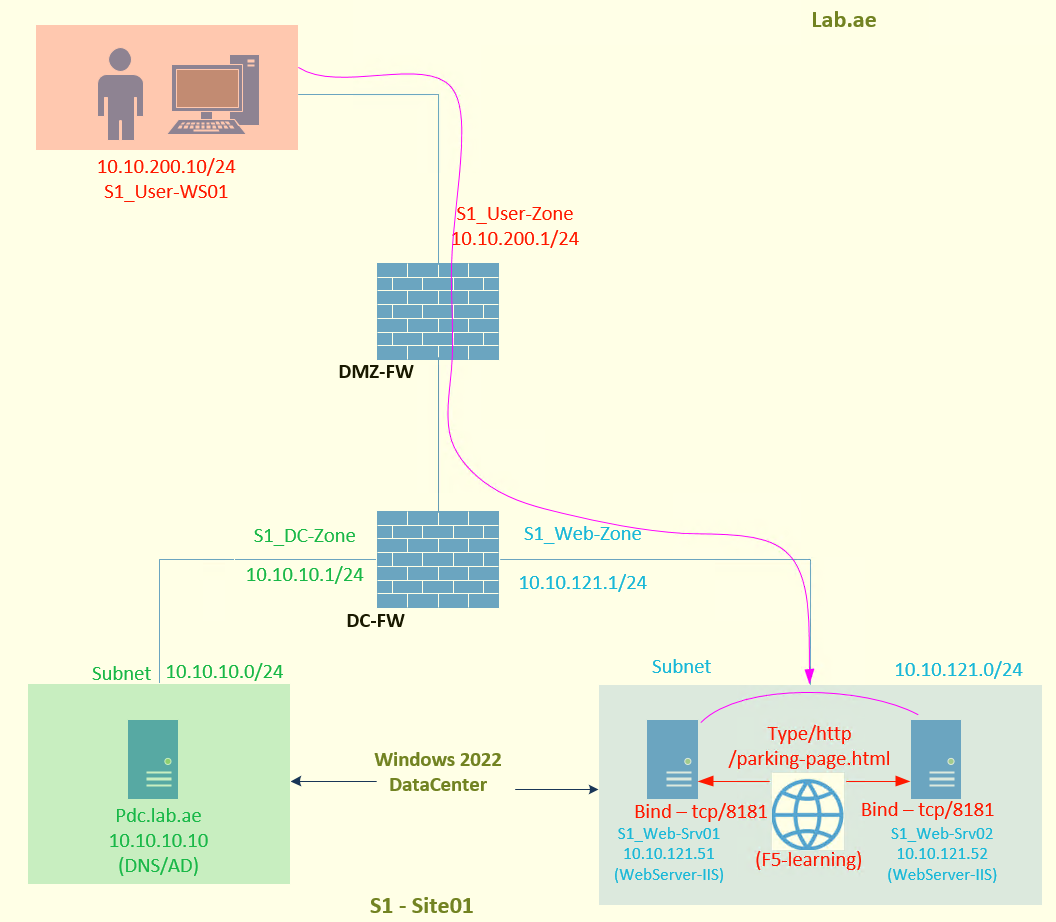 Lab.ae
10.10.200.10/24
S1_User-WS01
S1_User-Zone
10.10.200.1/24
DMZ-FW
S1_DC-Zone
10.10.10.1/24
S1_Web-Zone
10.10.121.1/24
DC-FW
Subnet 10.10.10.0/24
Subnet
10.10.121.0/24
Pdc.lab.ae
10.10.10.10
(DNS/AD)
Windows 2022
DataCenter
Type/http
/parking-page.html
Bind – tcp/8181
S1_Web-Srv01
10.10.121.51
(WebServer-IIS)
(F5-learning)
Bind – tcp/8181
S1_Web-Srv02
10.10.121.52
(WebServer-IIS)
S1 - Site01